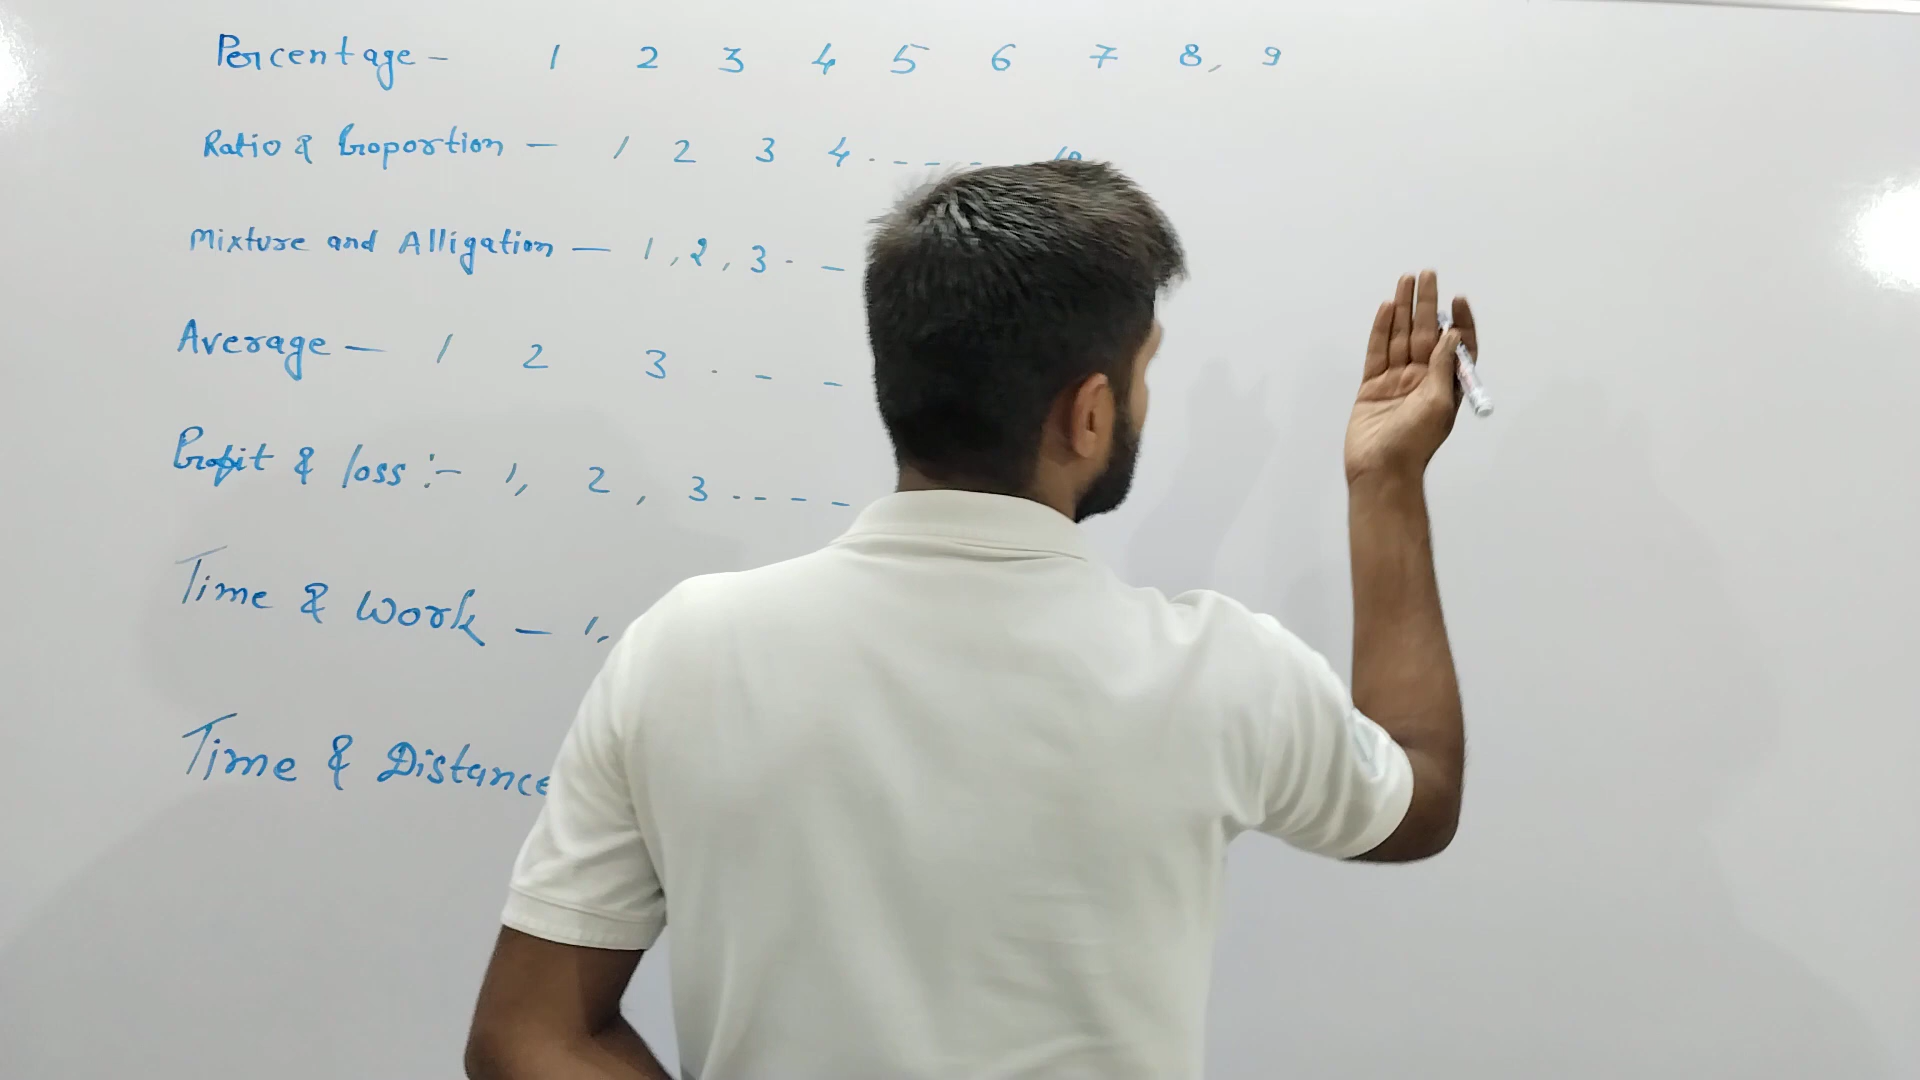 Percentage - 1 2 3 4 5 6 7 8, 9
Ratio & Proportion - 1 2 3 4 . - - - - 10
Mixture and Alligation - 1, 2, 3 . -
Average - 1 2 3 . - -
Profit & loss :- 1, 2, 3 . . - - -
Time & Work - 1,
Time & Distance